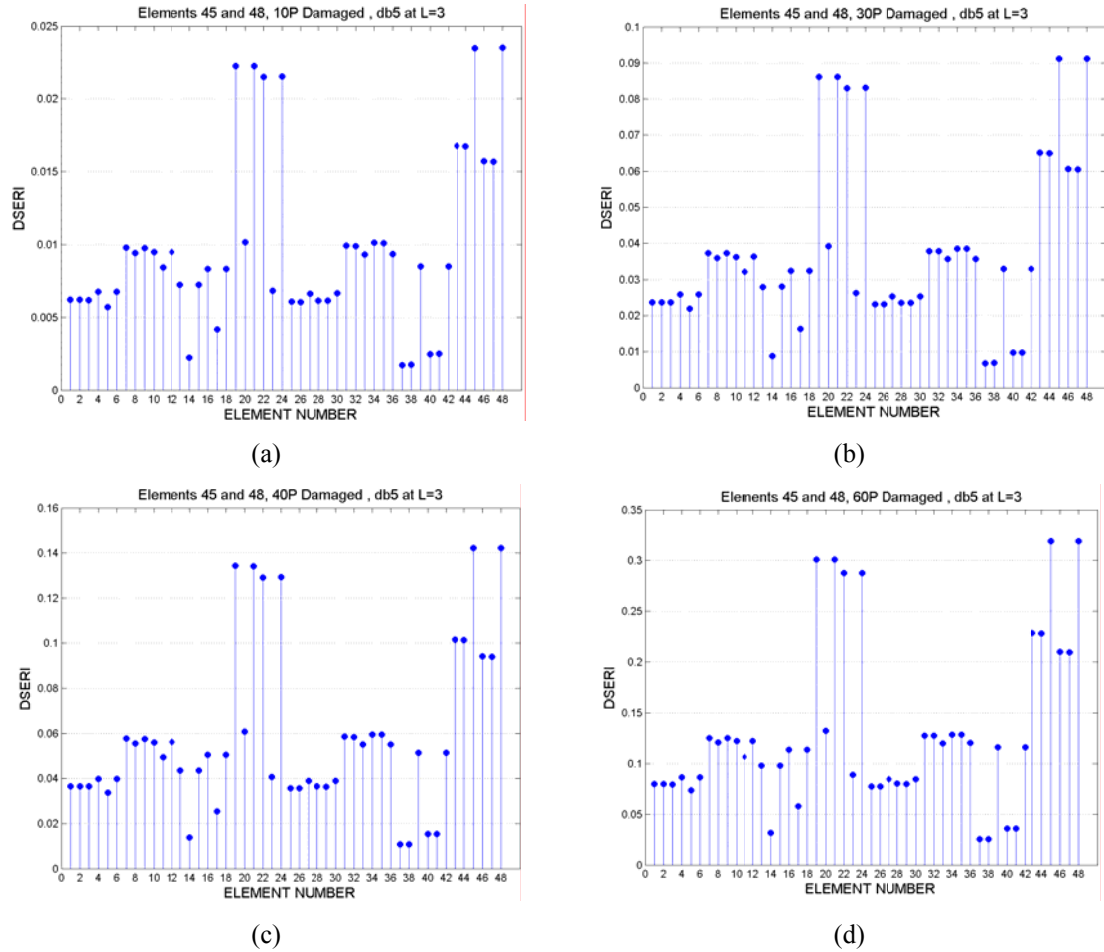 Elements 45 and 48, 10P Damaged , db5 at L=3
0.025
0.02
0.015
0.01
0.005
0
DSERI
0 2 4 6 8 10 12 14 16 18 20 22 24 26 28 30 32 34 36 38 40 42 44 46 48
ELEMENT NUMBER
(a)
Elements 45 and 48, 30P Damaged , db5 at L=3
0.1
0.09
0.08
0.07
0.06
0.05
0.04
0.03
0.02
0.01
0
DSERI
0 2 4 6 8 10 12 14 16 18 20 22 24 26 28 30 32 34 36 38 40 42 44 46 48
ELEMENT NUMBER
(b)
Elements 45 and 48, 40P Damaged , db5 at L=3
0.16
0.14
0.12
0.1
0.08
0.06
0.04
0.02
0
DSERI
0 2 4 6 8 10 12 14 16 18 20 22 24 26 28 30 32 34 36 38 40 42 44 46 48
ELEMENT NUMBER
(c)
Elements 45 and 48, 60P Damaged , db5 at L=3
0.35
0.3
0.25
0.2
0.15
0.1
0.05
0
DSERI
0 2 4 6 8 10 12 14 16 18 20 22 24 26 28 30 32 34 36 38 40 42 44 46 48
ELEMENT NUMBER
(d)